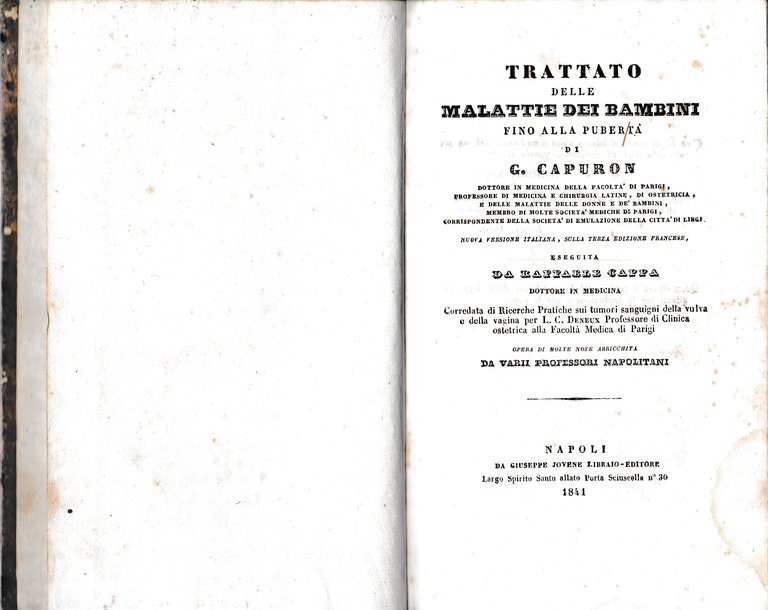 TRATTATO
DELLE
MALATTIE DEI BAMBINI
FINO ALLA PUBERTA'
DI
G. CAPURON
DOTTORE IN MEDICINA DELLA FACOLTA' DI PARIGI,
PROFESSORE DI MEDICINA E CHIRURGIA LATINE, DI OSTETRICIA,
E DELLE MALATTIE DELLE DONNE E DE' BAMBINI,
MEMBRO DI MOLTE SOCIETA' MEDICHE DI PARIGI,
CORRISPONDENTE DELLA SOCIETA' DI EMULAZIONE DELLA CITTA' DI LIEGI.
NUOVA VERSIONE ITALIANA, SULLA TERZA EDIZIONE FRANCESE,
ESEGUITA
DA RAFFAELE CAPPA
DOTTORE IN MEDICINA
Corredata di Ricerche Pratiche sui tumori sanguigni della vulva
e della vagina per L. C. DENEUX Professore di Clinica
ostetrica alla Facoltà Medica di Parigi
OPERA DI MOLTE NOTE ARRICCHITA
DA VARII PROFESSORI NAPOLITANI
NAPOLI
DA GIUSEPPE JOVENE LIBRAIO-EDITORE
Largo Spirito Santo allato Porta Sciuscella n° 30
1841